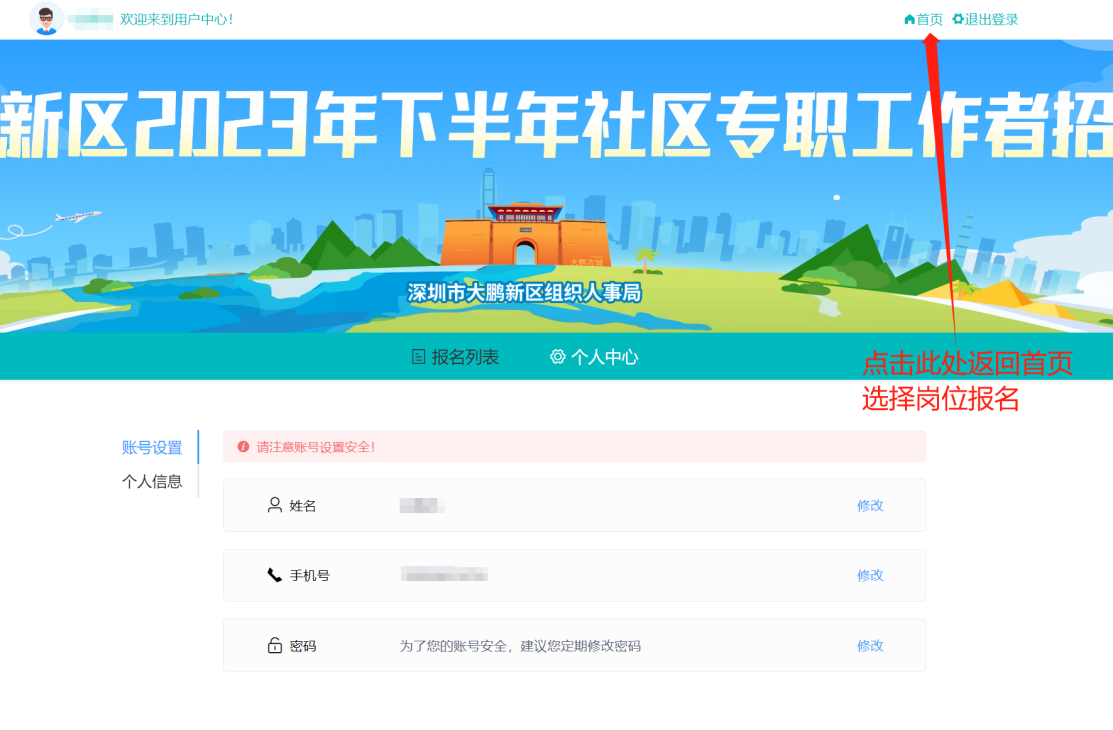 欢迎来到用户中心！
首页 退出登录
新区2023年下半年社区专职工作者招
大鹏古城
深圳市大鹏新区组织人事局
报名列表 个人中心
点击此处返回首页
选择岗位报名
账号设置
个人信息
请注意账号设置安全！
姓名 修改
手机号 修改
密码 为了您的账号安全，建议您定期修改密码 修改